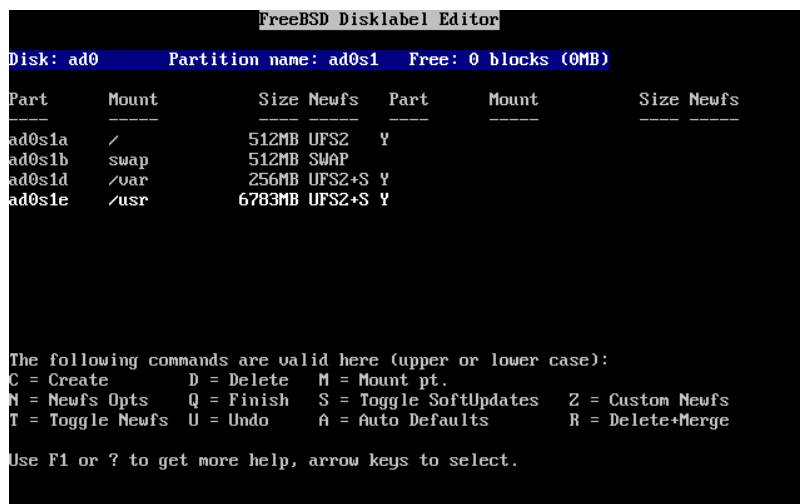 FreeBSD Disklabel Editor
Disk: ad0 Partition name: ad0s1 Free: 0 blocks (0MB)
Part Mount Size Newfs Part Mount Size Newfs
---- ----- ---- ----- ---- ----- ---- -----
ad0s1a / 512MB UFS2 Y
ad0s1b swap 512MB SWAP
ad0s1d /var 256MB UFS2+S Y
ad0s1e /usr 6783MB UFS2+S Y
The following commands are valid here (upper or lower case):
C = Create D = Delete M = Mount pt.
N = Newfs Opts Q = Finish S = Toggle SoftUpdates Z = Custom Newfs
T = Toggle Newfs U = Undo A = Auto Defaults R = Delete+Merge
Use F1 or ? to get more help, arrow keys to select.